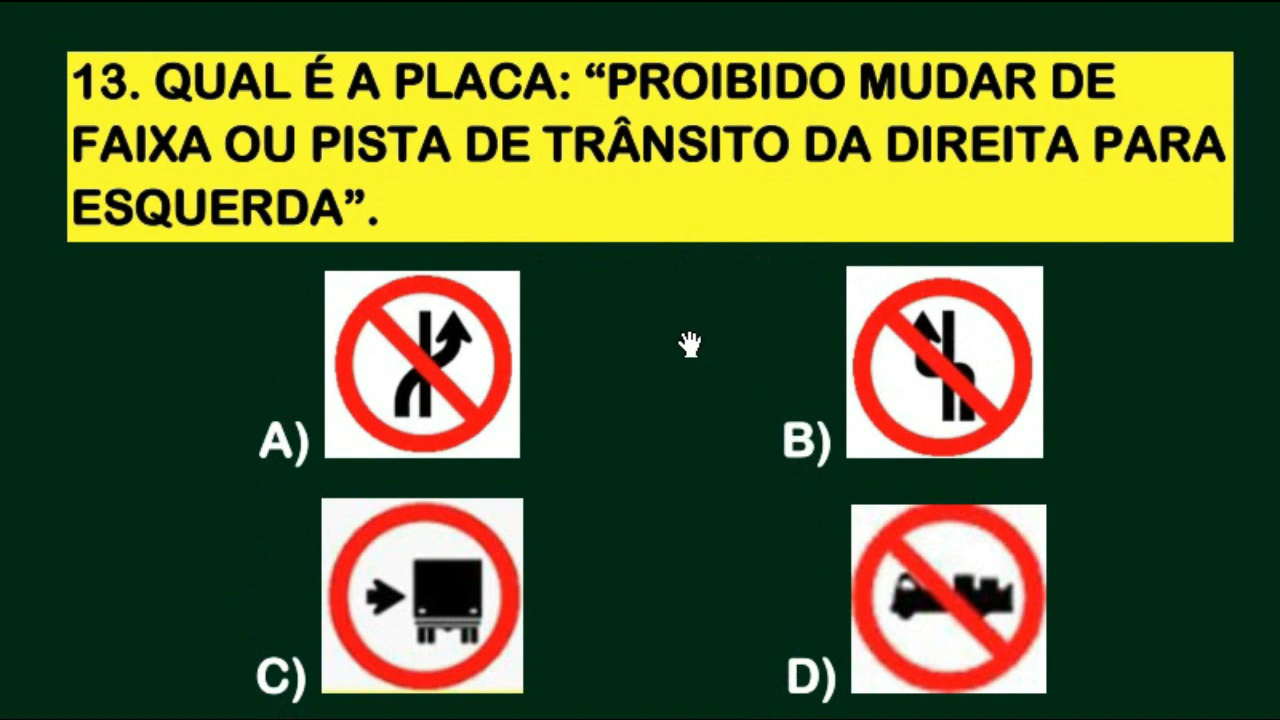 13. QUAL É A PLACA: “PROIBIDO MUDAR DE
FAIXA OU PISTA DE TRÂNSITO DA DIREITA PARA
ESQUERDA”.
A)
B)
C)
D)